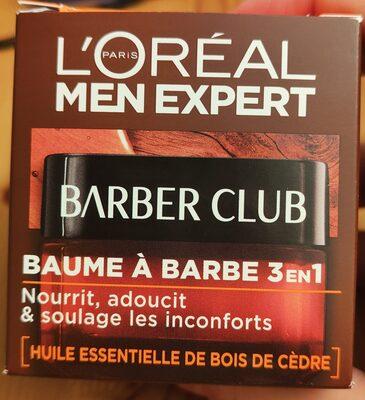 L'ORÉAL
PARIS
MEN EXPERT
BARBER CLUB
BAUME À BARBE 3EN1
Nourrit, adoucit
& soulage les inconforts
[HUILE ESSENTIELLE DE BOIS DE CÈDRE]